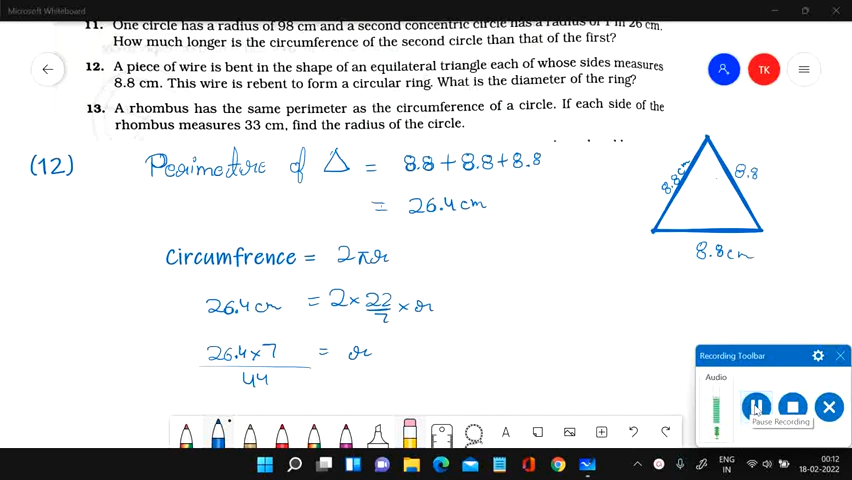 Microsoft Whiteboard
11. One circle has a radius of 98 cm and a second concentric circle has a radius of 1 m 26 cm.
How much longer is the circumference of the second circle than that of the first?
12. A piece of wire is bent in the shape of an equilateral triangle each of whose sides measures
8.8 cm. This wire is rebent to form a circular ring. What is the diameter of the ring?
TK
13. A rhombus has the same perimeter as the circumference of a circle. If each side of the
rhombus measures 33 cm, find the radius of the circle.
(12) Perimeture of △ = 8.8 + 8.8 + 8.8
= 26.4 cm
8.8cm
8.8
8.8cm
Circumfrence = 2πr
26.4 cm = 2 × 22/7 × r
26.4 × 7 / 44 = r
Recording Toolbar
Audio
Pause Recording
A
ENG
IN
00:12
18-02-2022